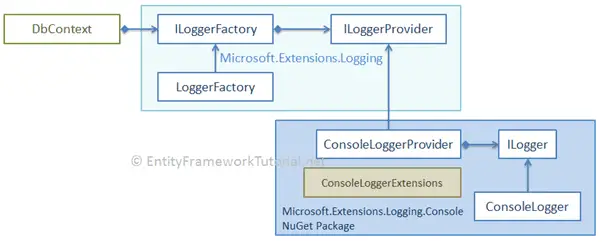 DbContext
ILoggerFactory
ILoggerProvider
Microsoft.Extensions.Logging
LoggerFactory
ConsoleLoggerProvider
ILogger
© EntityFrameworkTutorial.net
ConsoleLoggerExtensions
ConsoleLogger
Microsoft.Extensions.Logging.Console
NuGet Package